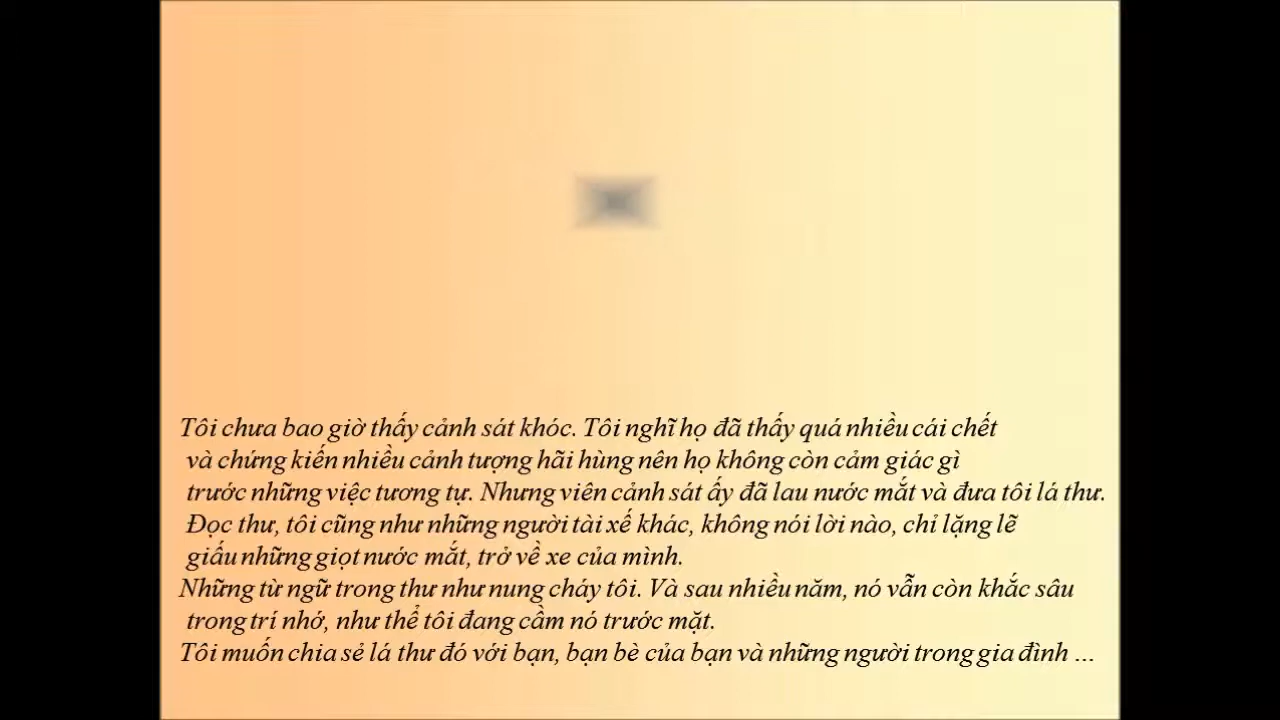 Tôi chưa bao giờ thấy cảnh sát khóc. Tôi nghĩ họ đã thấy quá nhiều cái chết
và chứng kiến nhiều cảnh tượng hãi hùng nên họ không còn cảm giác gì
trước những việc tương tự. Nhưng viên cảnh sát ấy đã lau nước mắt và đưa tôi lá thư.
Đọc thư, tôi cũng như những người tài xế khác, không nói lời nào, chỉ lặng lẽ
giấu những giọt nước mắt, trở về xe của mình.
Những từ ngữ trong thư như nung cháy tôi. Và sau nhiều năm, nó vẫn còn khắc sâu
trong trí nhớ, như thể tôi đang cầm nó trước mặt.
Tôi muốn chia sẻ lá thư đó với bạn, bạn bè của bạn và những người trong gia đình ...